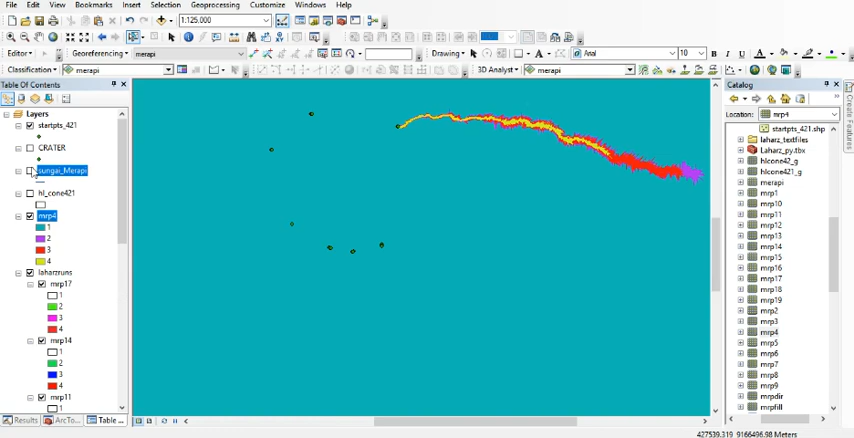 File Edit View Bookmarks Insert Selection Geoprocessing Customize Windows Help
1:125,000
Editor Georeferencing merapi Drawing Arial 10 B I U A
Classification merapi 3D Analyst merapi
Table Of Contents
Layers
startpts_421
CRATER
sungai_Merapi
hl_cone421
mrp4
1
2
3
4
laharzruns
mrp17
1
2
3
4
mrp14
1
2
3
4
mrp11
1
Results ArcTo... Table ...
Catalog
Location: mrp4
startpts_421.shp
laharz_textfiles
Laharz_py.tbx
hlcone42_g
hlcone421_g
merapi
mrp1
mrp10
mrp11
mrp12
mrp13
mrp14
mrp15
mrp16
mrp17
mrp18
mrp19
mrp2
mrp3
mrp4
mrp5
mrp6
mrp7
mrp8
mrp9
mrpdir
mrpfill
Create Features
427539.319 9166496.98 Meters